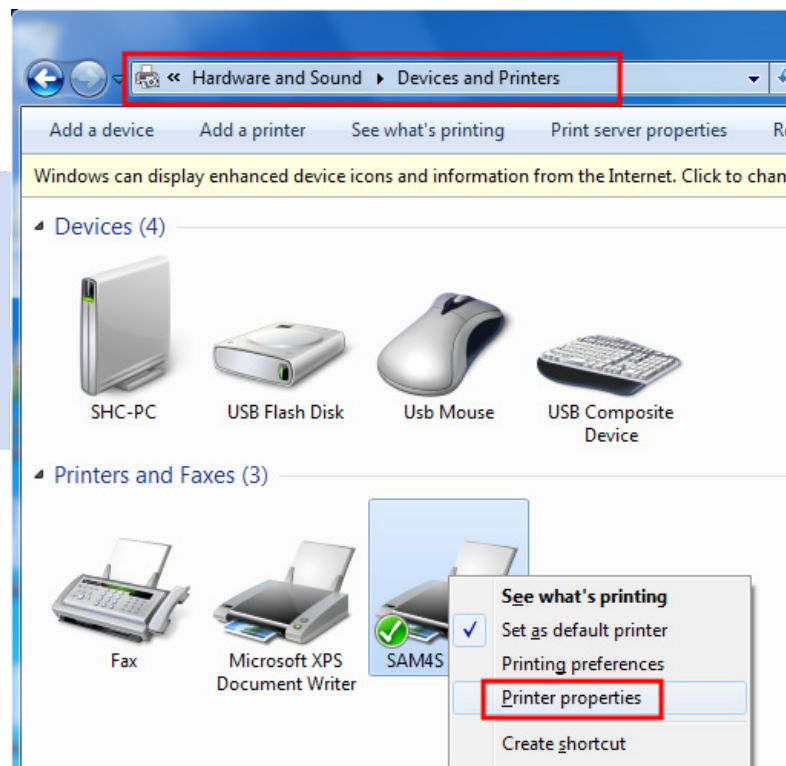 « Hardware and Sound ▸ Devices and Printers
Add a device Add a printer See what's printing Print server properties
Windows can display enhanced device icons and information from the Internet. Click to
Devices (4)
SHC-PC USB Flash Disk Usb Mouse USB Composite
Device
Printers and Faxes (3)
Fax Microsoft XPS SAM4S
Document Writer
See what's printing
Set as default printer
Printing preferences
Printer properties
Create shortcut